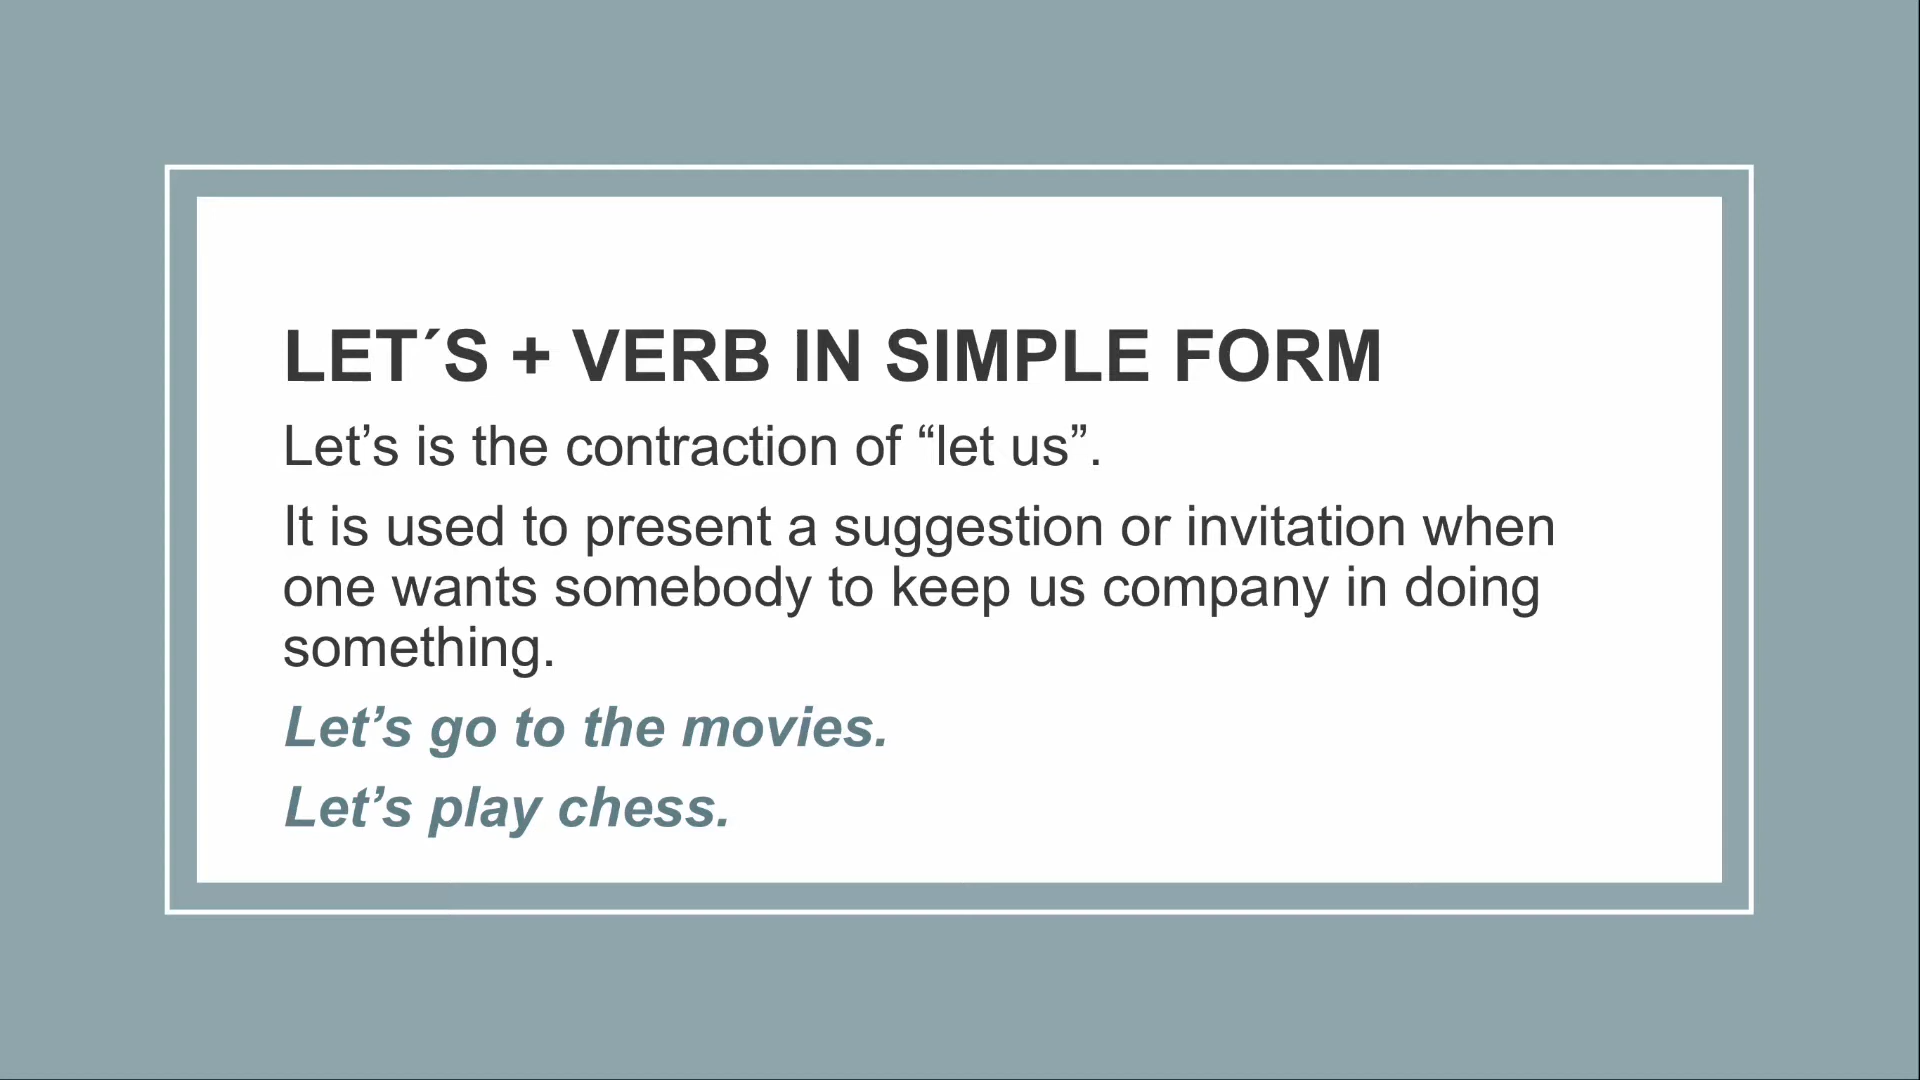 LET´S + VERB IN SIMPLE FORM
Let’s is the contraction of “let us”.
It is used to present a suggestion or invitation when
one wants somebody to keep us company in doing
something.
Let’s go to the movies.
Let’s play chess.